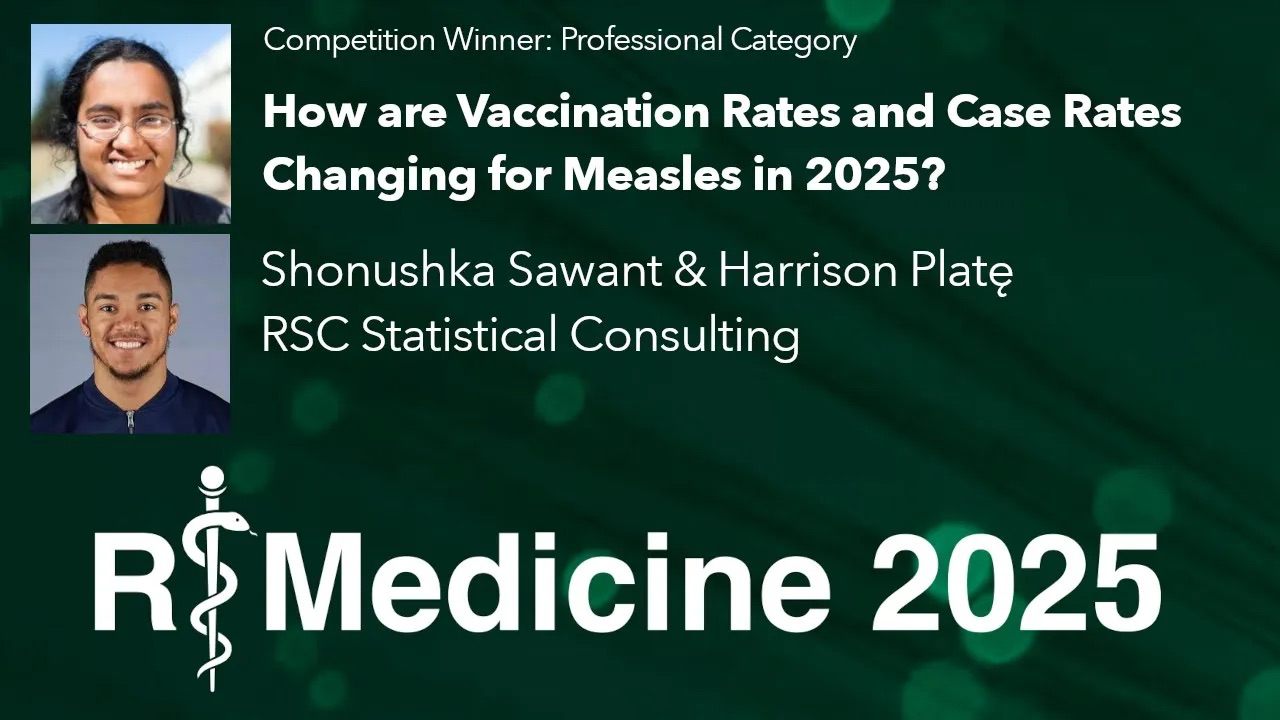 Competition Winner: Professional Category
How are Vaccination Rates and Case Rates
Changing for Measles in 2025?
Shonushka Sawant & Harrison Platę
RSC Statistical Consulting
R Medicine 2025